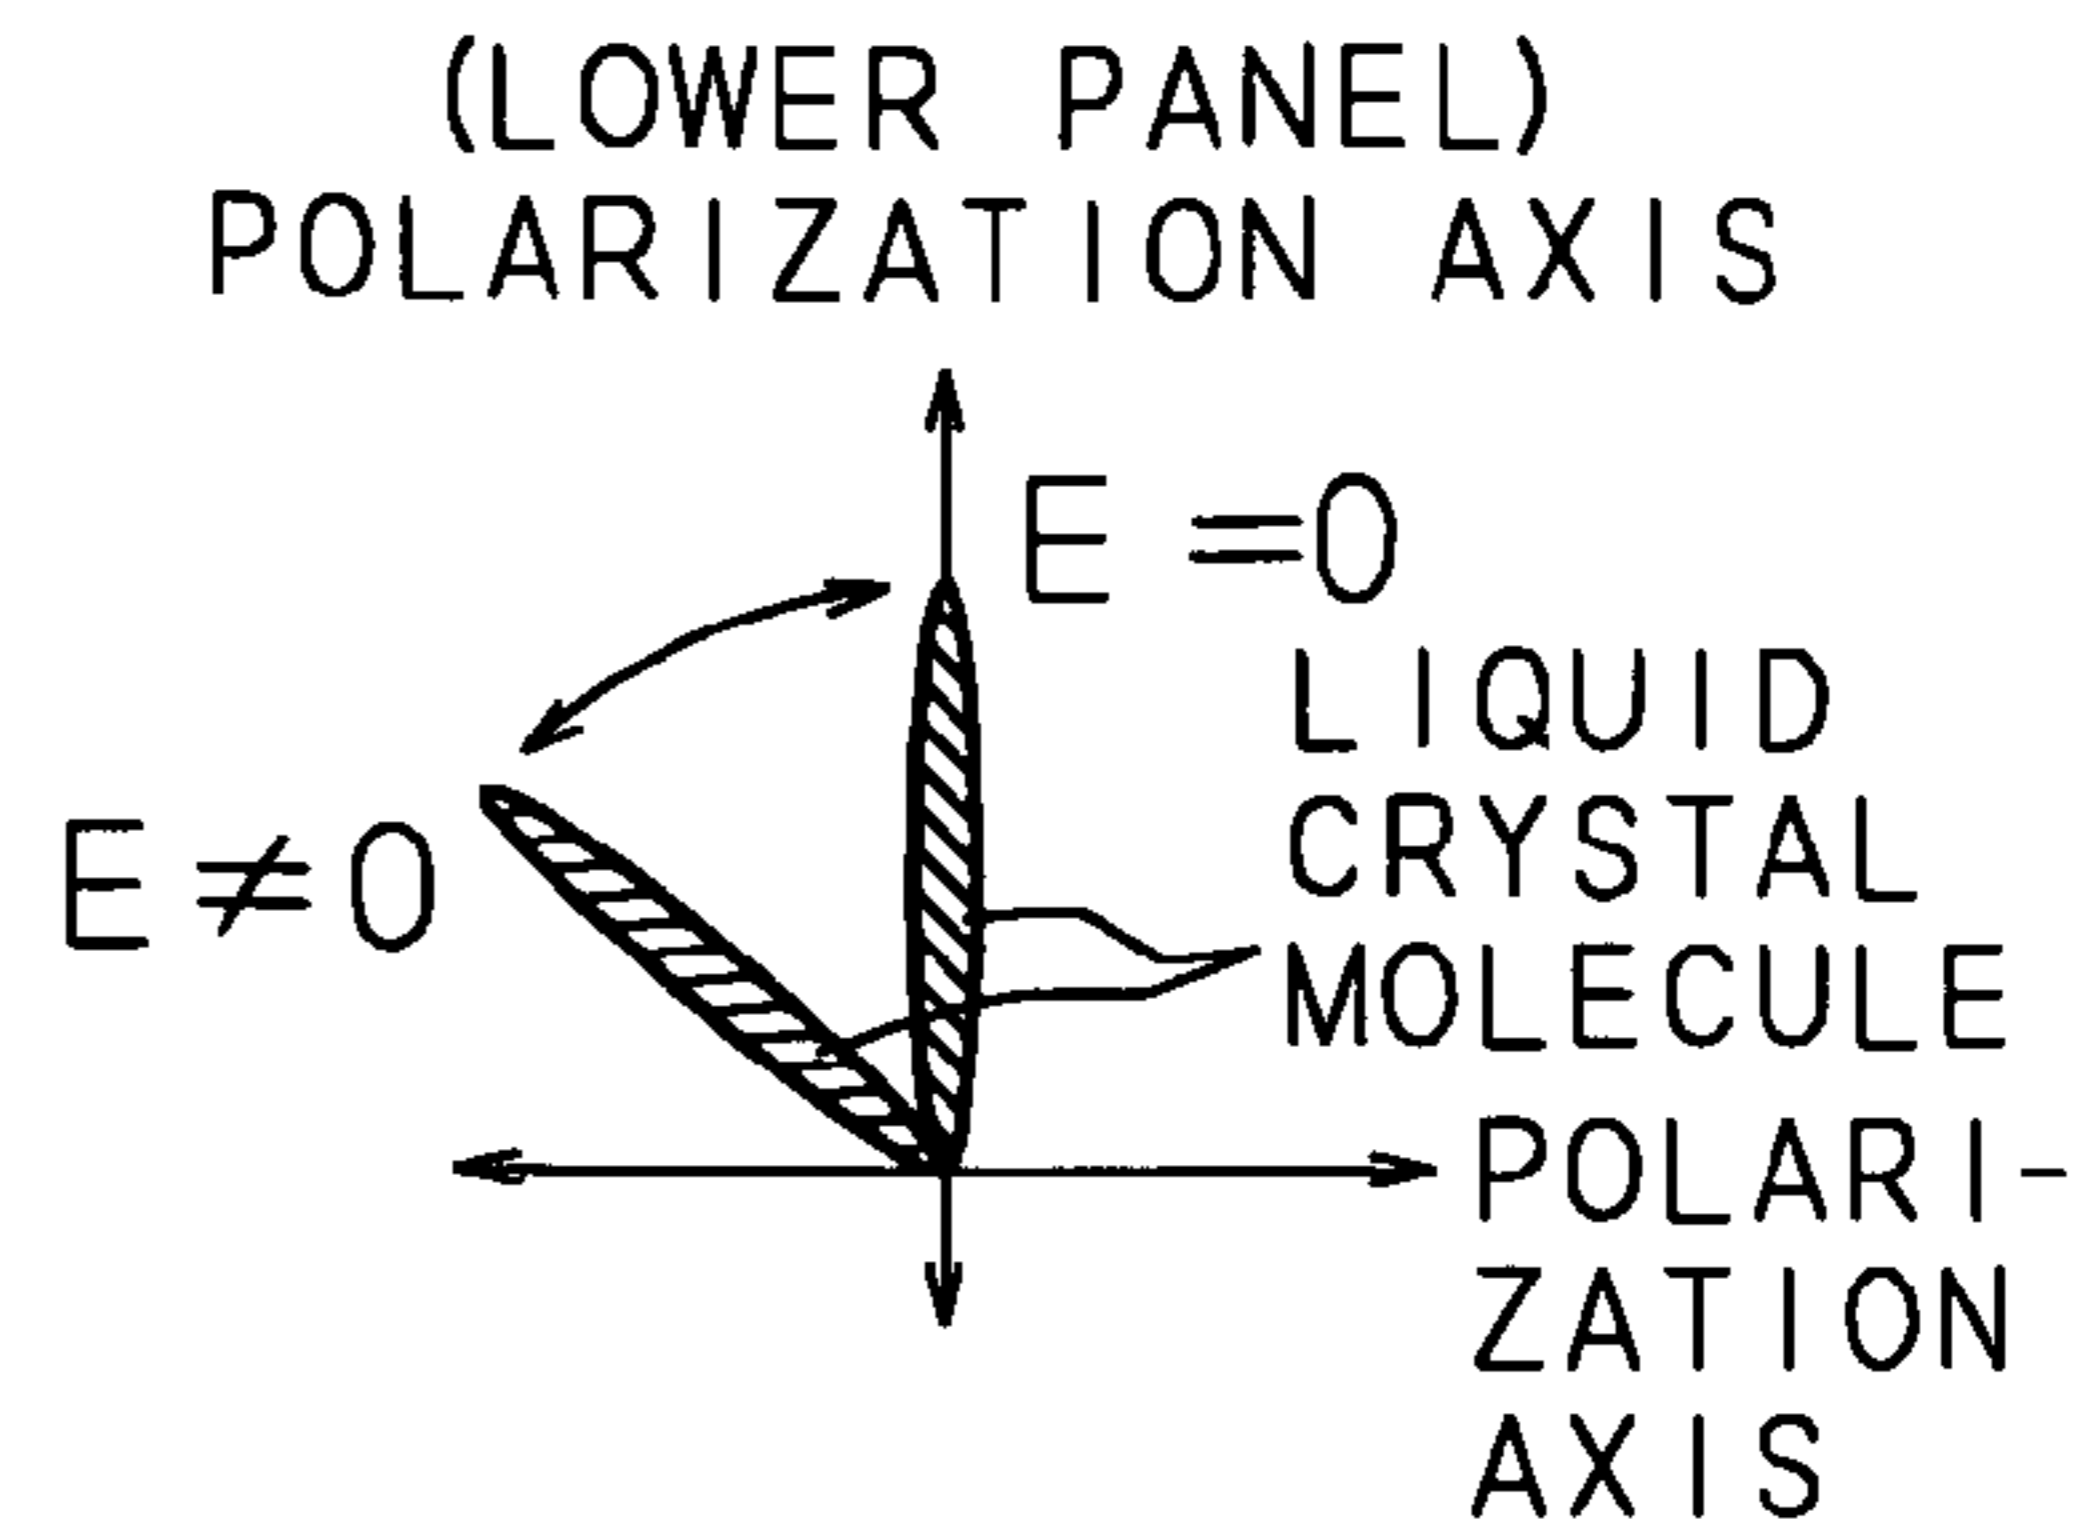 (LOWER PANEL)
POLARIZATION AXIS
E = 0
LIQUID
CRYSTAL
MOLECULE
E ≠ 0
POLARI-
ZATION
AXIS